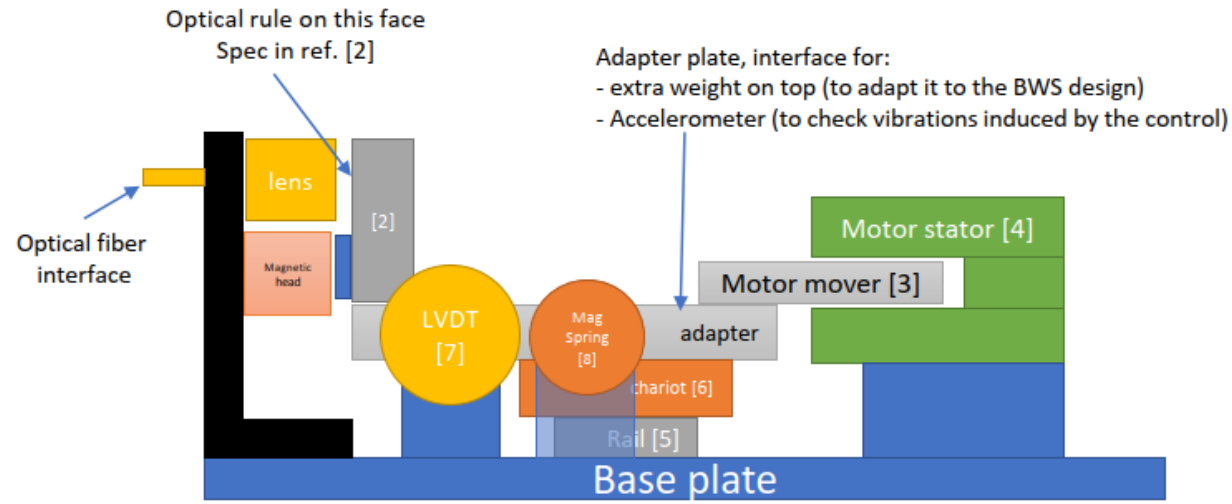 Optical rule on this face
Spec in ref. [2]
Adapter plate, interface for:
- extra weight on top (to adapt it to the BWS design)
- Accelerometer (to check vibrations induced by the control)
lens
[2]
Optical fiber
interface
Magnetic
head
Motor stator [4]
Motor mover [3]
LVDT
[7]
Mag
Spring
[8]
adapter
chariot [6]
Rail [5]
Base plate